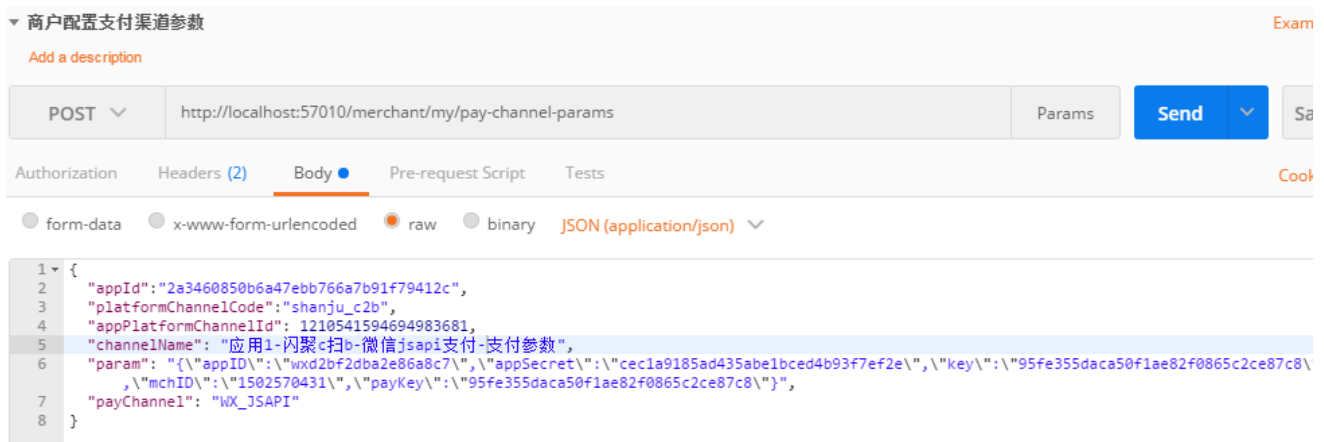 商户配置支付渠道参数
Exam
Add a description
POST http://localhost:57010/merchant/my/pay-channel-params Params Send Sa
Authorization Headers (2) Body Pre-request Script Tests Cook
form-data x-www-form-urlencoded raw binary JSON (application/json)
1 {
2 "appId":"2a3460850b6a47ebb766a7b91f79412c",
3 "platformChannelCode":"shanju_c2b",
4 "appPlatformChannelId": 1210541594694983681,
5 "channelName": "应用1-闪聚c扫b-微信jsapi支付-支付参数",
6 "param": "{\"appID\":\"wxd2bf2dba2e86a8c7\",\"appSecret\":\"cec1a9185ad435abe1bced4b93f7ef2e\",\"key\":\"95fe355daca50f1ae82f0865c2ce87c8\
,\"mchID\":\"1502570431\",\"payKey\":\"95fe355daca50f1ae82f0865c2ce87c8\"}",
7 "payChannel": "WX_JSAPI"
8 }